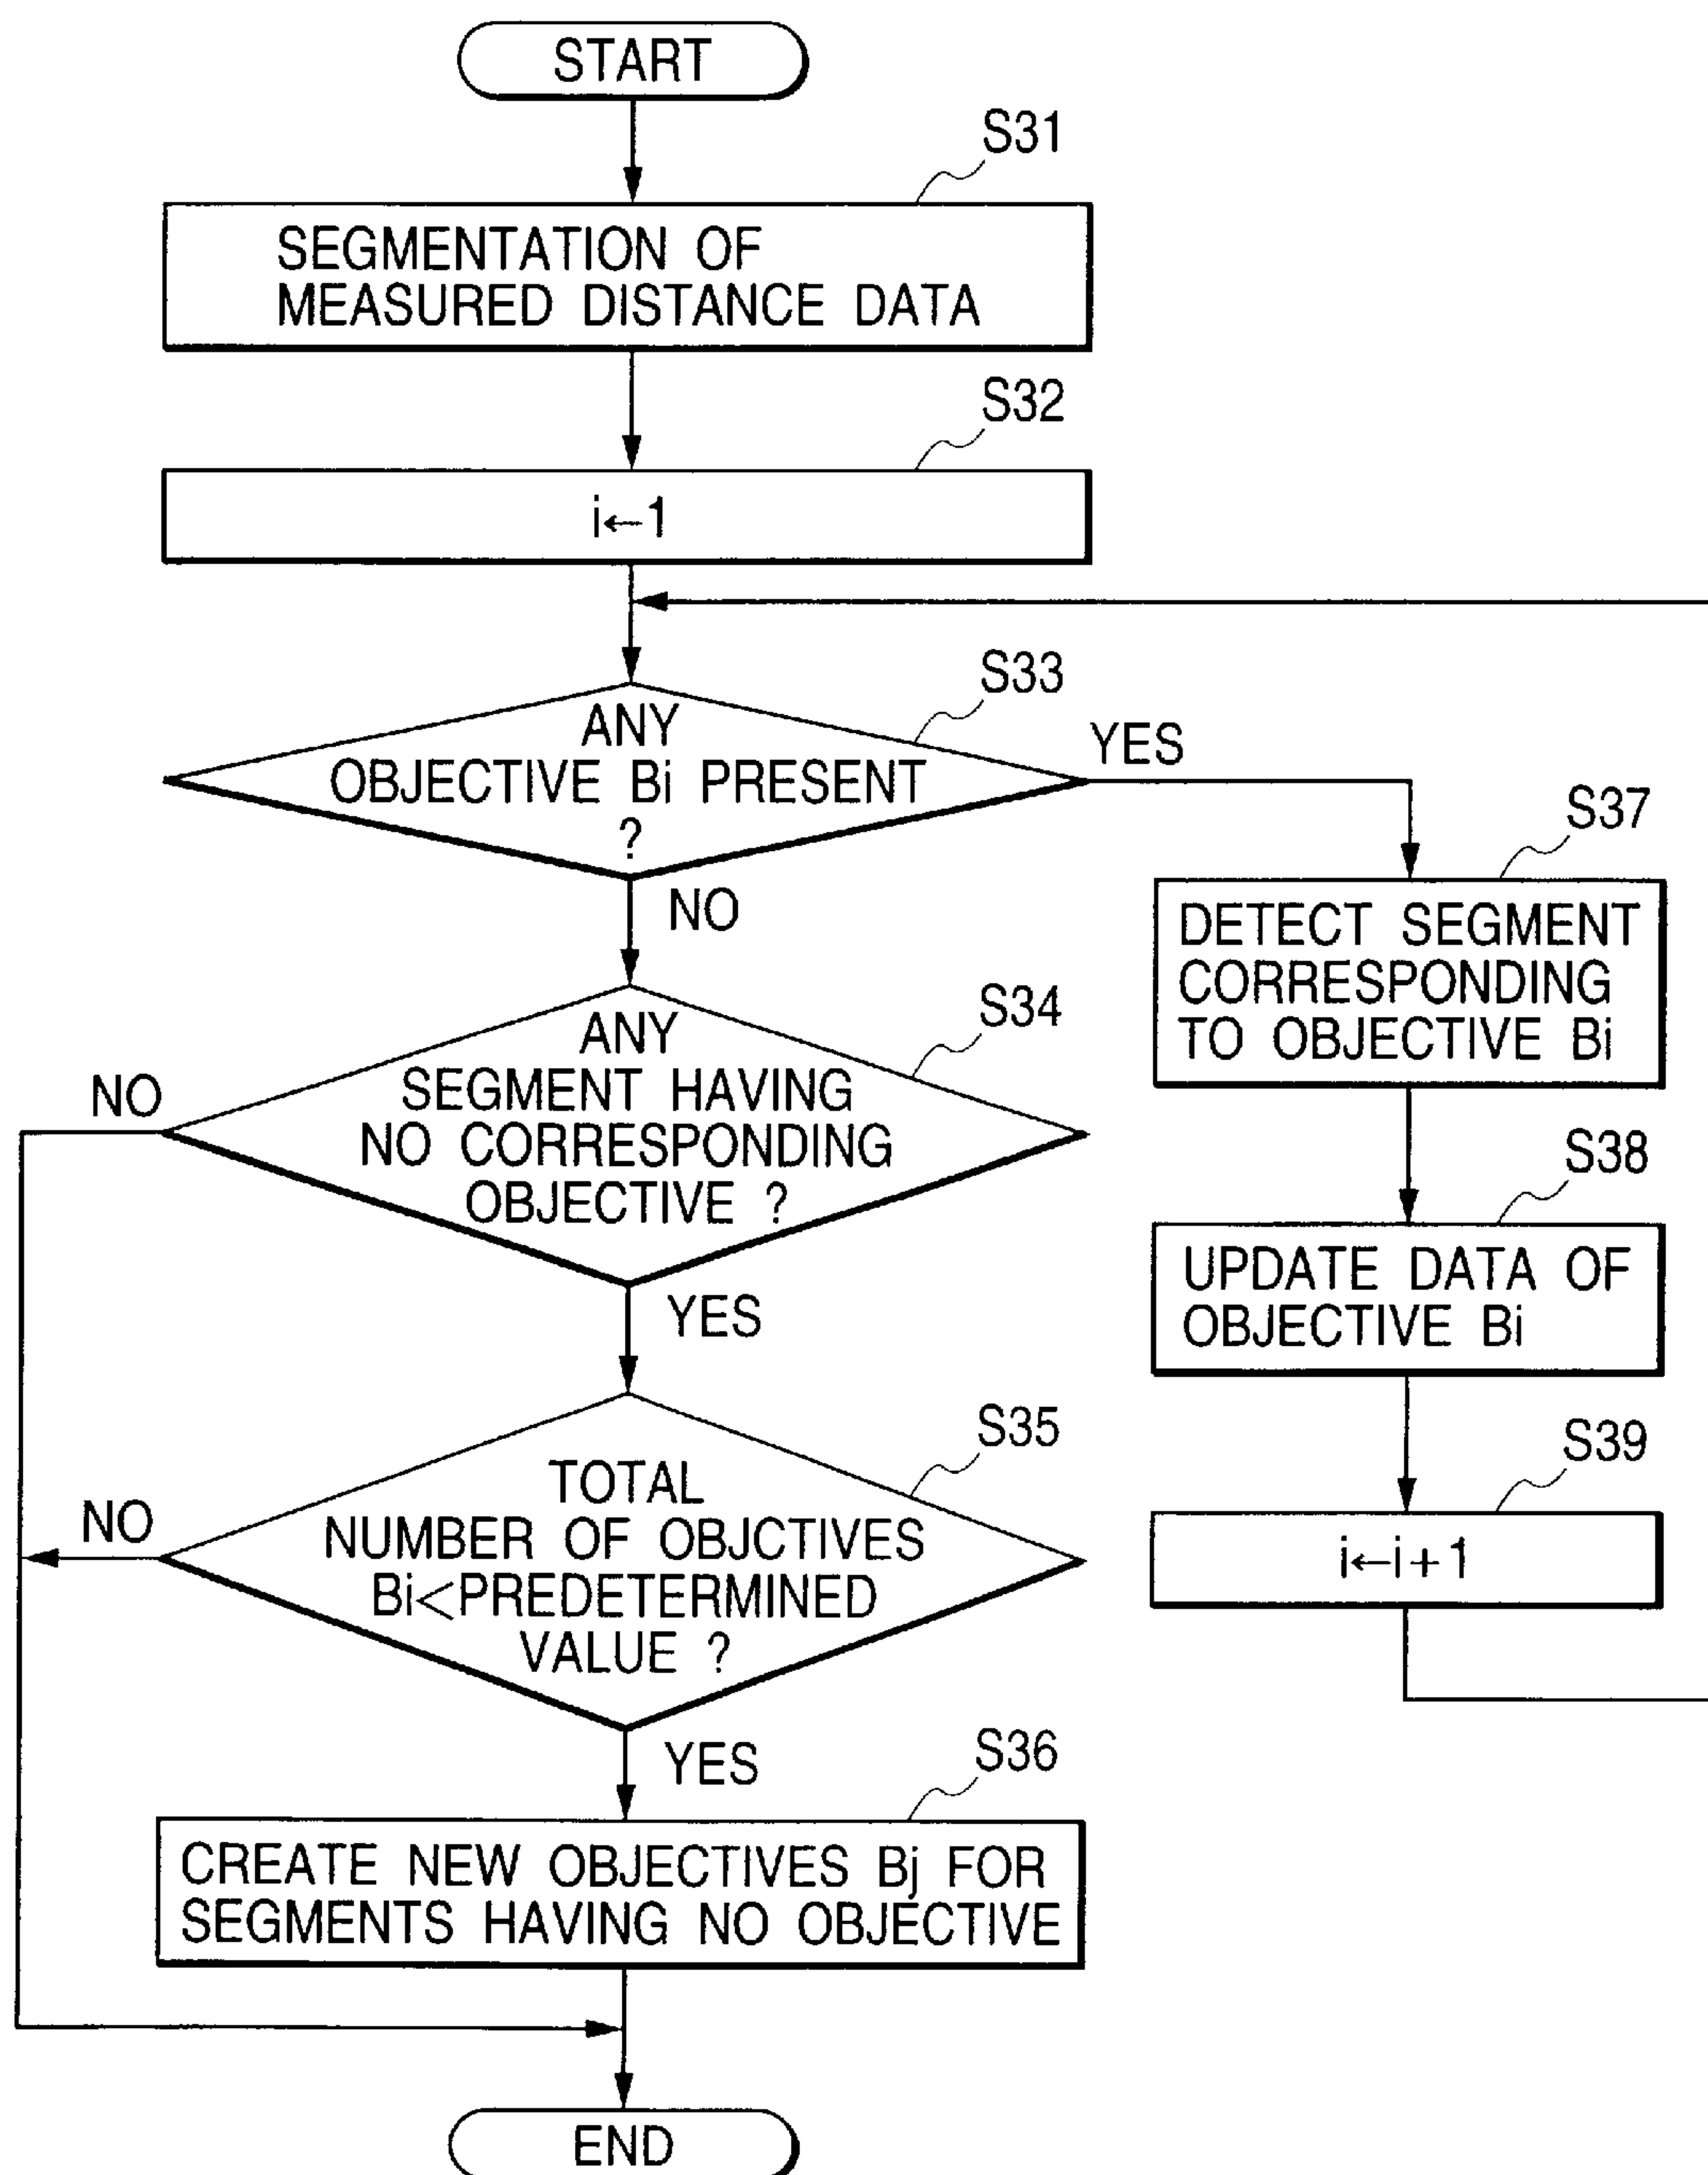 START
S31
SEGMENTATION OF
MEASURED DISTANCE DATA
S32
i←1
S33
ANY
OBJECTIVE Bi PRESENT
?
YES
NO
S37
DETECT SEGMENT
CORRESPONDING
TO OBJECTIVE Bi
S34
ANY
SEGMENT HAVING
NO CORRESPONDING
OBJECTIVE ?
NO
YES
S38
UPDATE DATA OF
OBJECTIVE Bi
S35
TOTAL
NUMBER OF OBJCTIVES
Bi<PREDETERMINED
VALUE ?
NO
YES
S39
i←i+1
S36
CREATE NEW OBJECTIVES Bj FOR
SEGMENTS HAVING NO OBJECTIVE
END